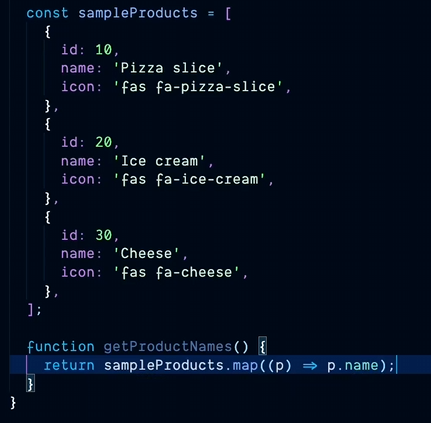 const sampleProducts = [
{
id: 10,
name: 'Pizza slice',
icon: 'fas fa-pizza-slice',
},
{
id: 20,
name: 'Ice cream',
icon: 'fas fa-ice-cream',
},
{
id: 30,
name: 'Cheese',
icon: 'fas fa-cheese',
},
];
function getProductNames() {
return sampleProducts.map((p) => p.name);
}
}